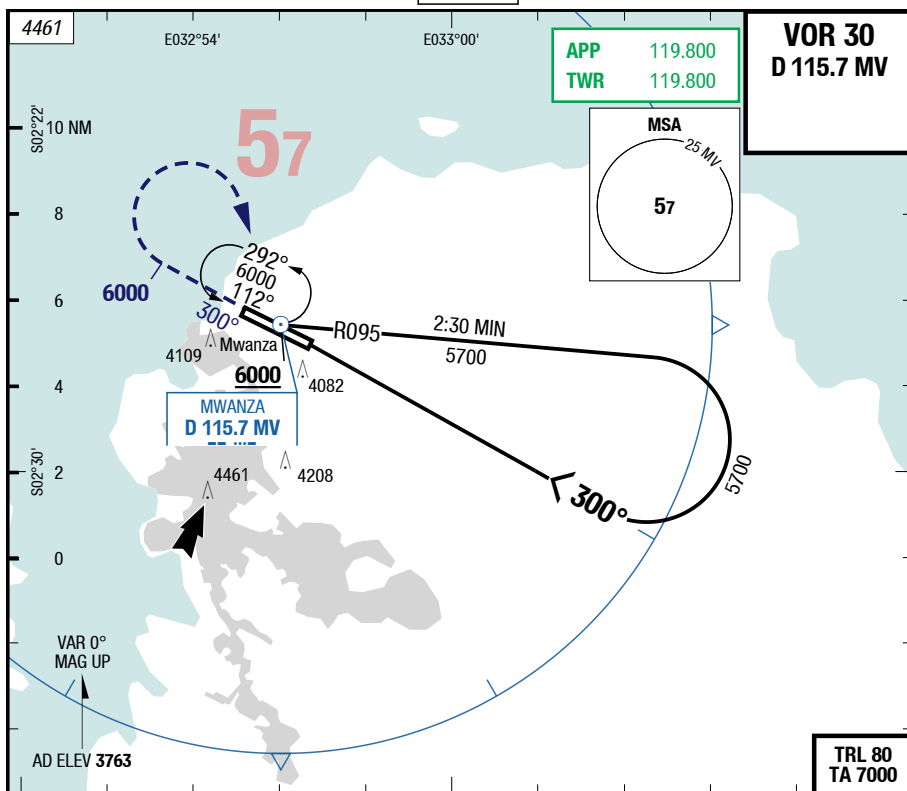 4461
E032°54'
E033°00'
APP 119.800
TWR 119.800
VOR 30
D 115.7 MV
MSA
25 MV
57
S02°22'
10 NM
57
8
292°
6000
112°
6000
300°
6
R095
2:30 MIN
5700
4109
Mwanza
6000
4082
4
MWANZA
D 115.7 MV
S02°30'
2
4461
4208
300°
5700
0
VAR 0°
MAG UP
AD ELEV 3763
TRL 80
TA 7000